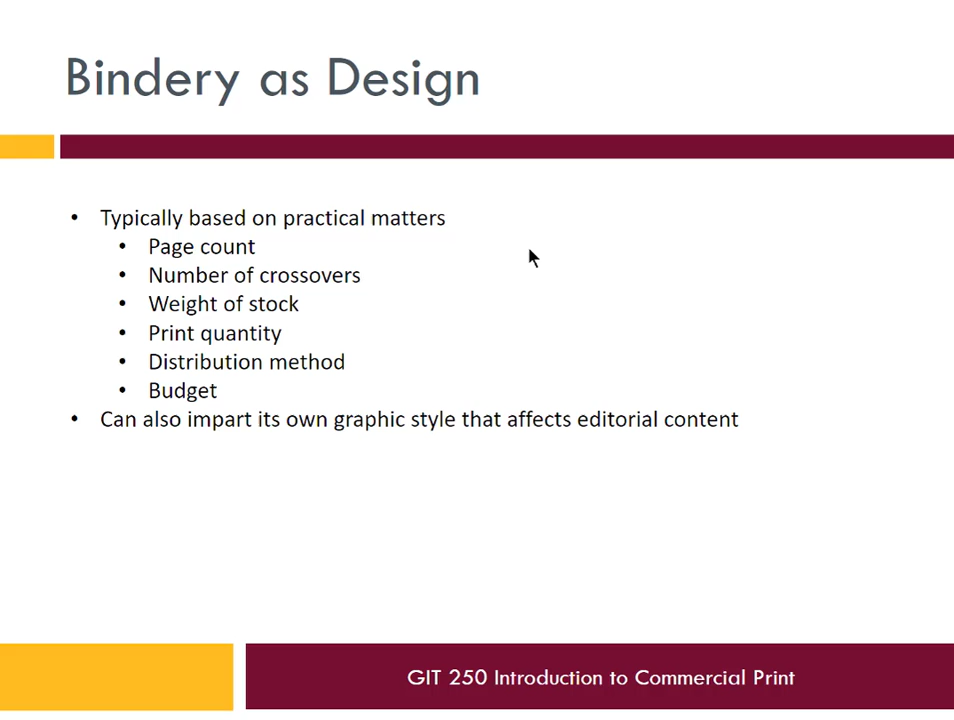 Bindery as Design
• Typically based on practical matters
• Page count
• Number of crossovers
• Weight of stock
• Print quantity
• Distribution method
• Budget
• Can also impart its own graphic style that affects editorial content
GIT 250 Introduction to Commercial Print